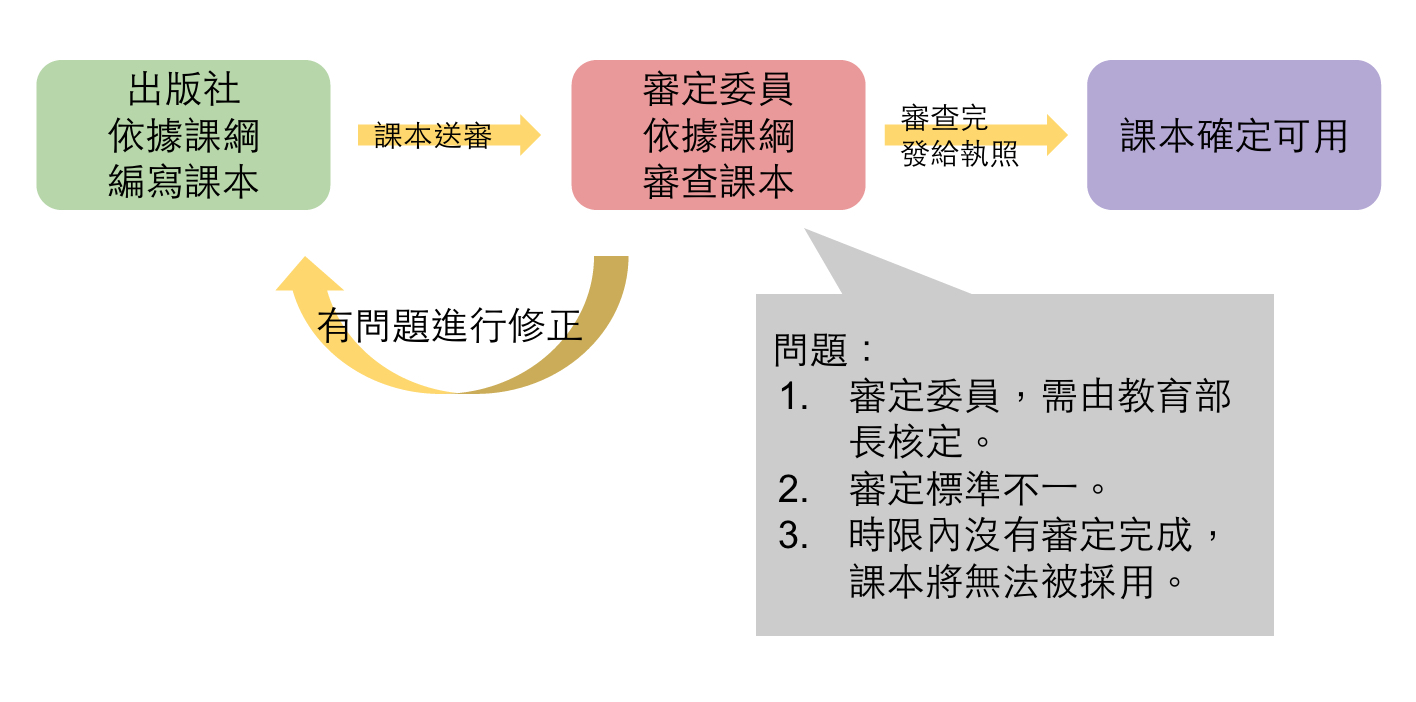 出版社
依據課綱
編寫課本
課本送審
審定委員
依據課綱
審查課本
審查完
發給執照
課本確定可用
有問題進行修正
問題：
1. 審定委員，需由教育部
長核定。
2. 審定標準不一。
3. 時限內沒有審定完成，
課本將無法被採用。